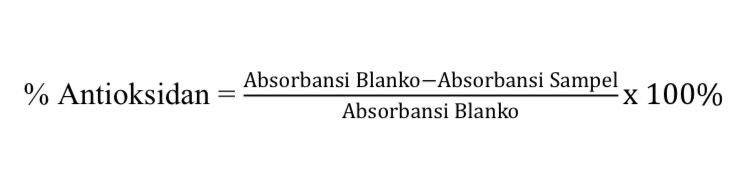 % Antioksidan = Absorbansi Blanko−Absorbansi Sampel x 100%
Absorbansi Blanko